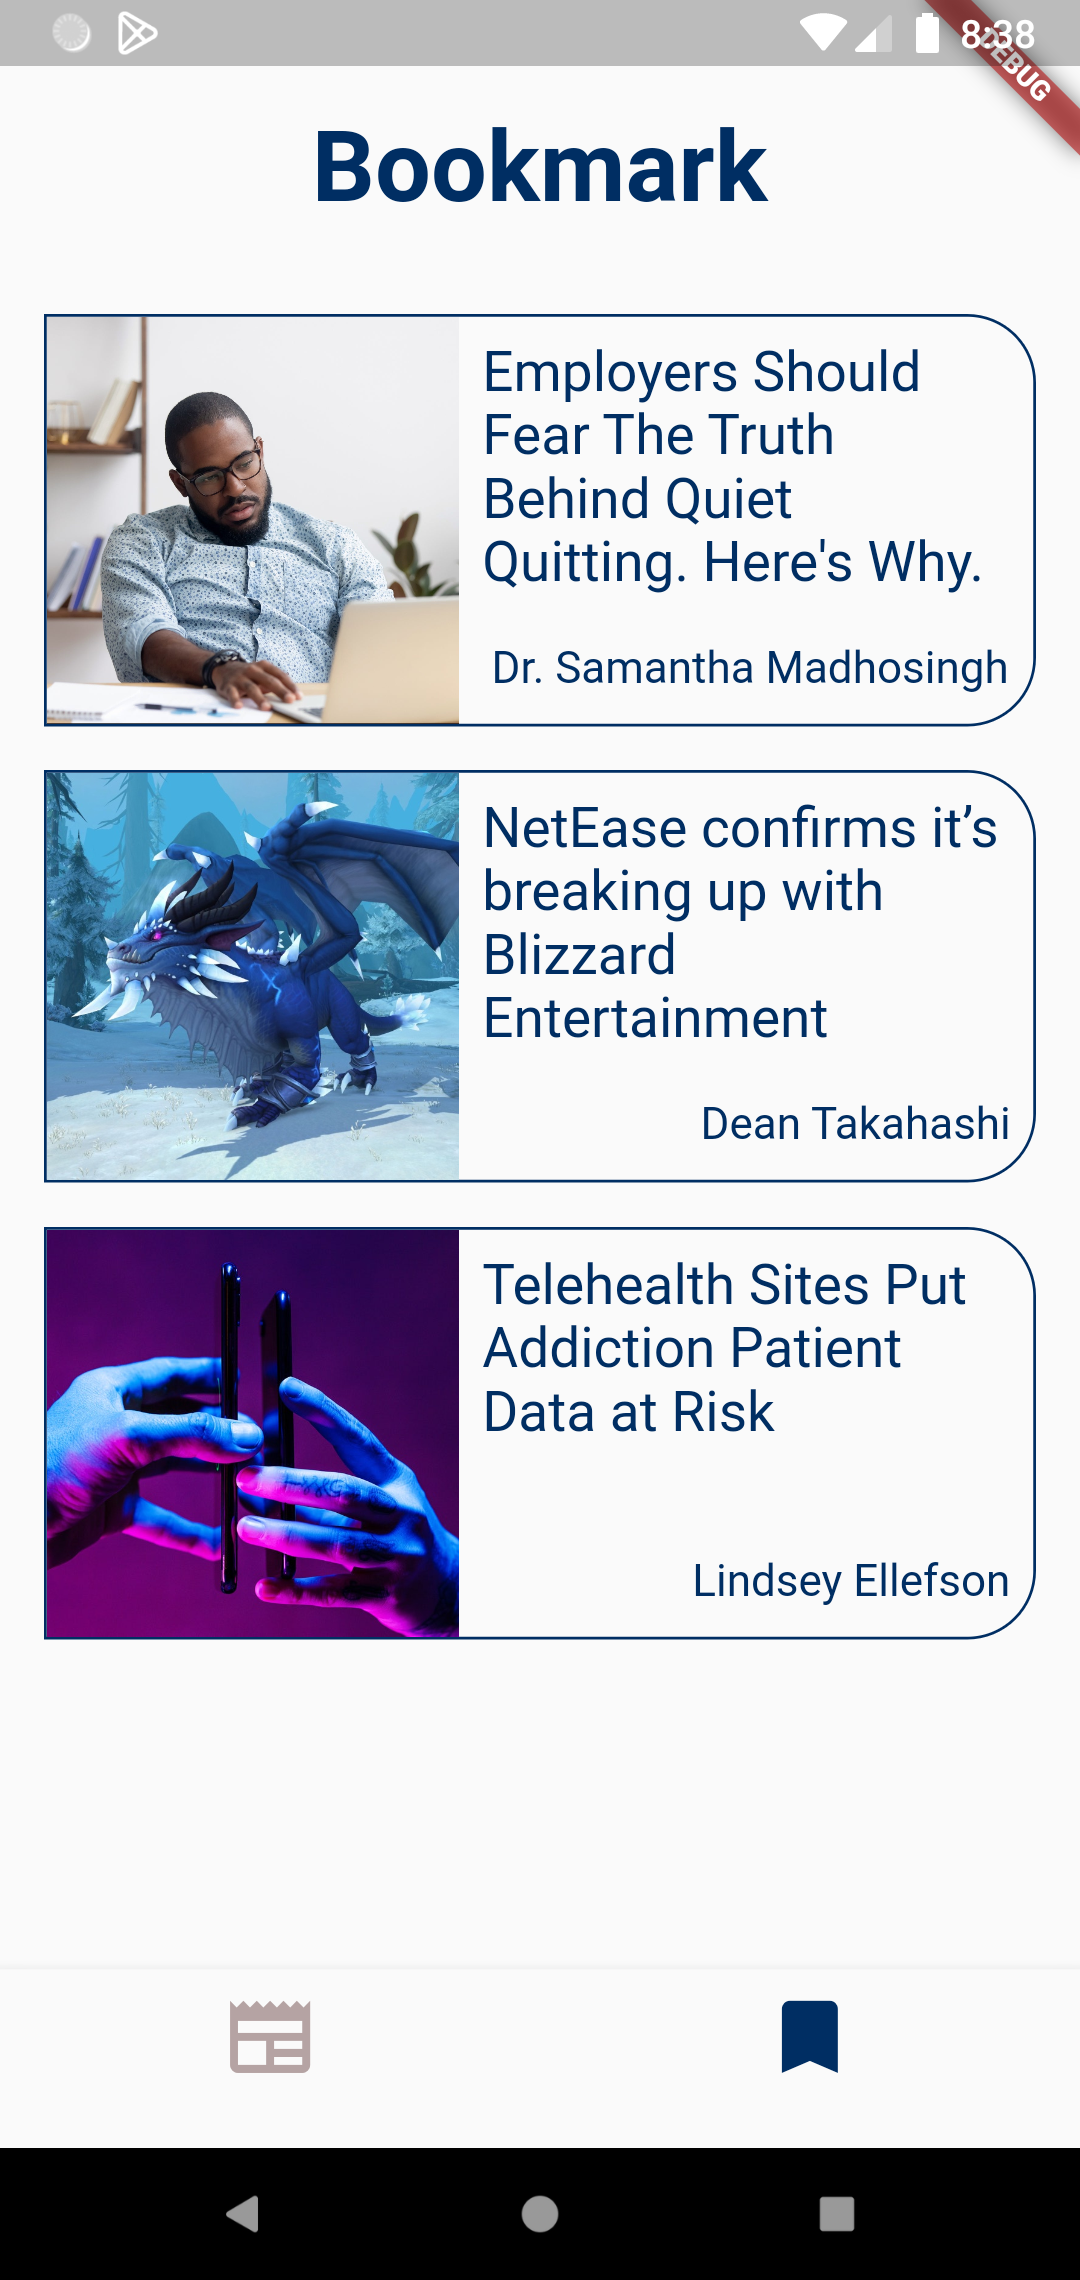 8:38
DEBUG
Bookmark
Employers Should
Fear The Truth
Behind Quiet
Quitting. Here's Why.
Dr. Samantha Madhosingh
NetEase confirms it’s
breaking up with
Blizzard
Entertainment
Dean Takahashi
Telehealth Sites Put
Addiction Patient
Data at Risk
Lindsey Ellefson